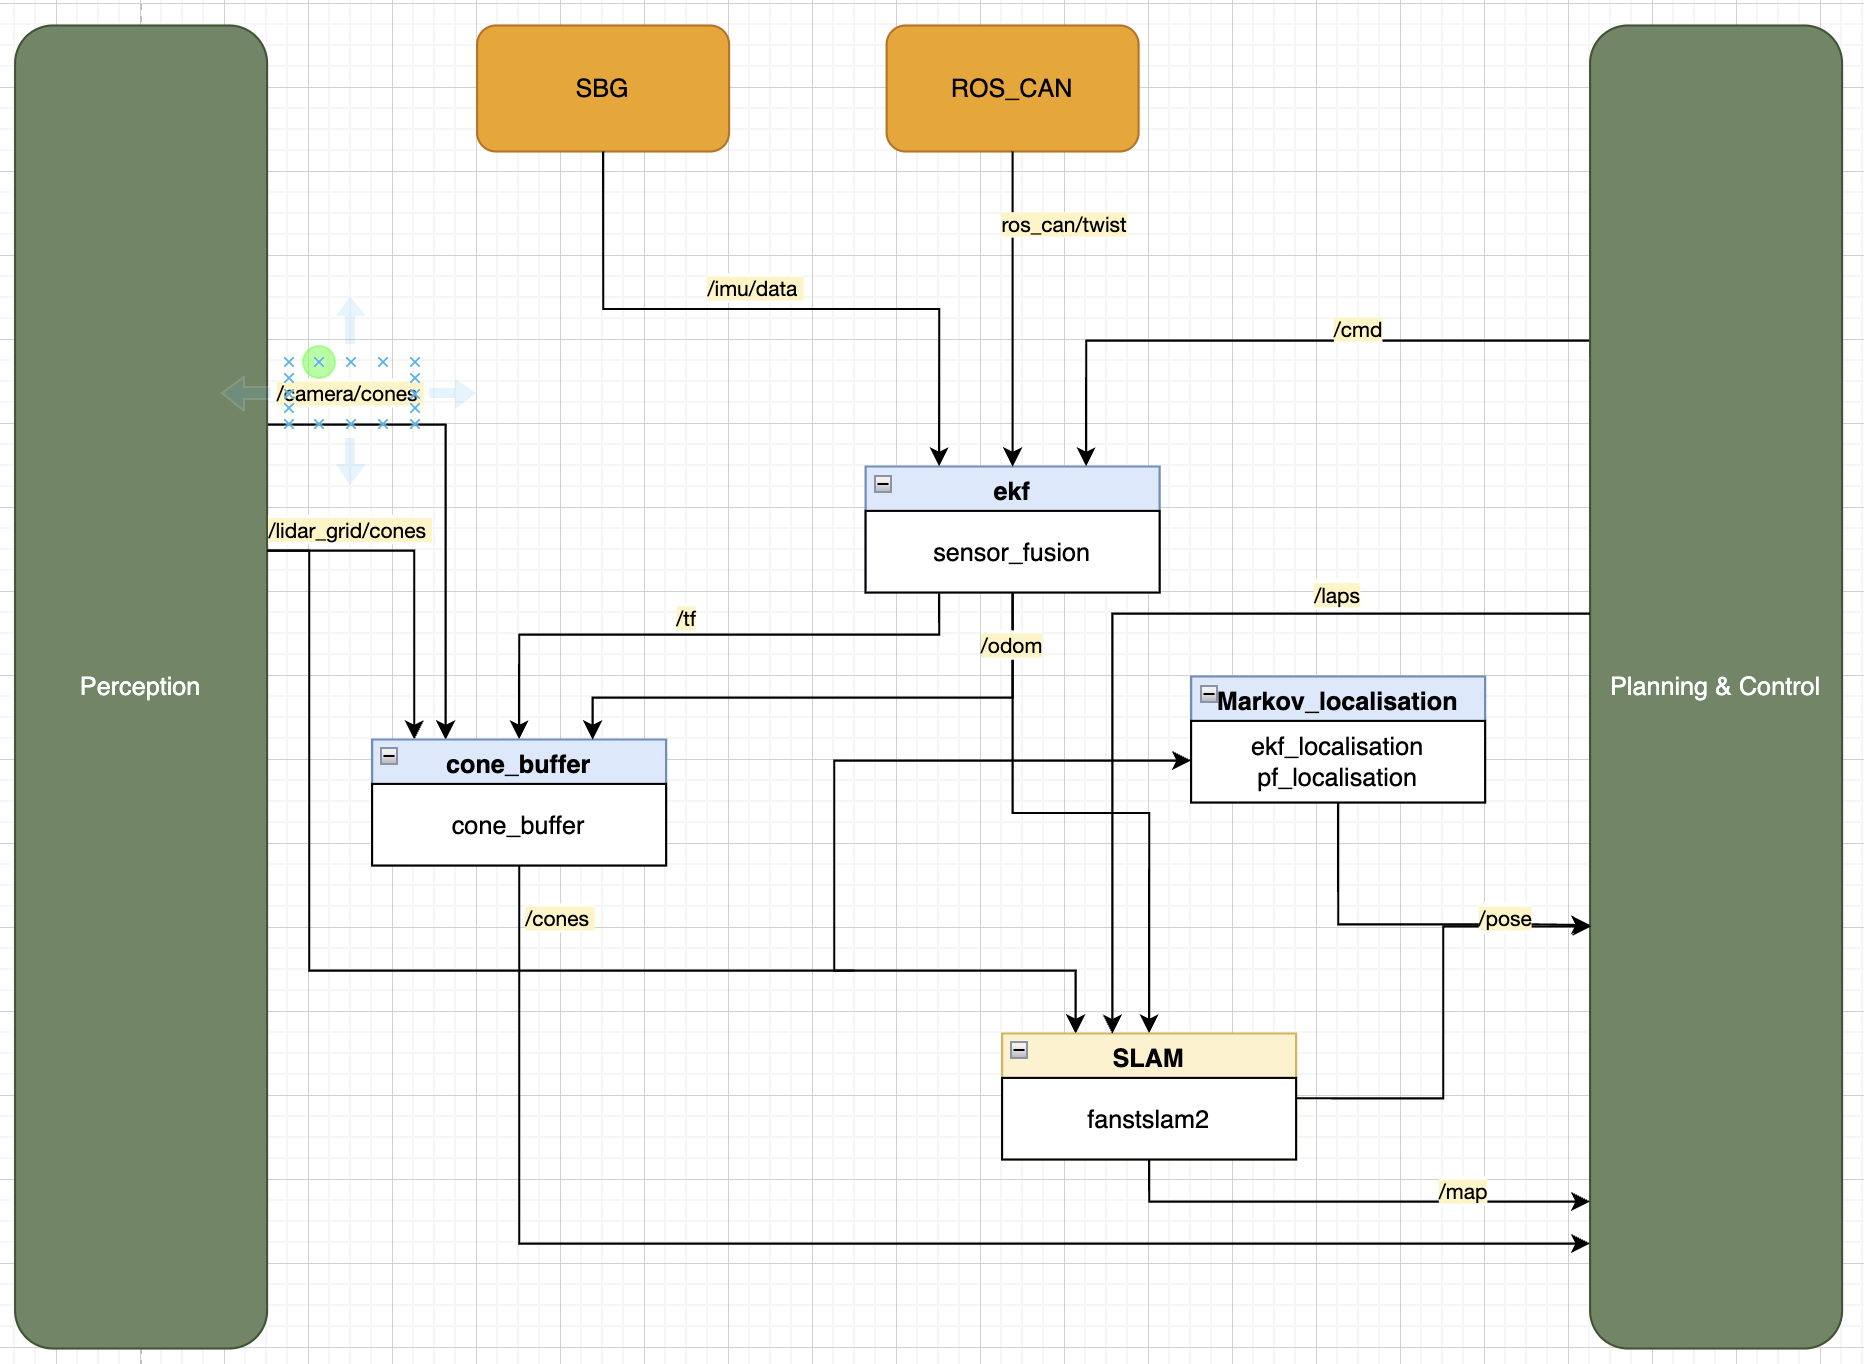 SBG
ROS_CAN
ros_can/twist
/imu/data
/cmd
/camera/cones
ekf
/lidar_grid/cones
sensor_fusion
/laps
/tf
/odom
Perception
Planning & Control
Markov_localisation
ekf_localisation
pf_localisation
cone_buffer
cone_buffer
/cones
/pose
SLAM
fanstslam2
/map